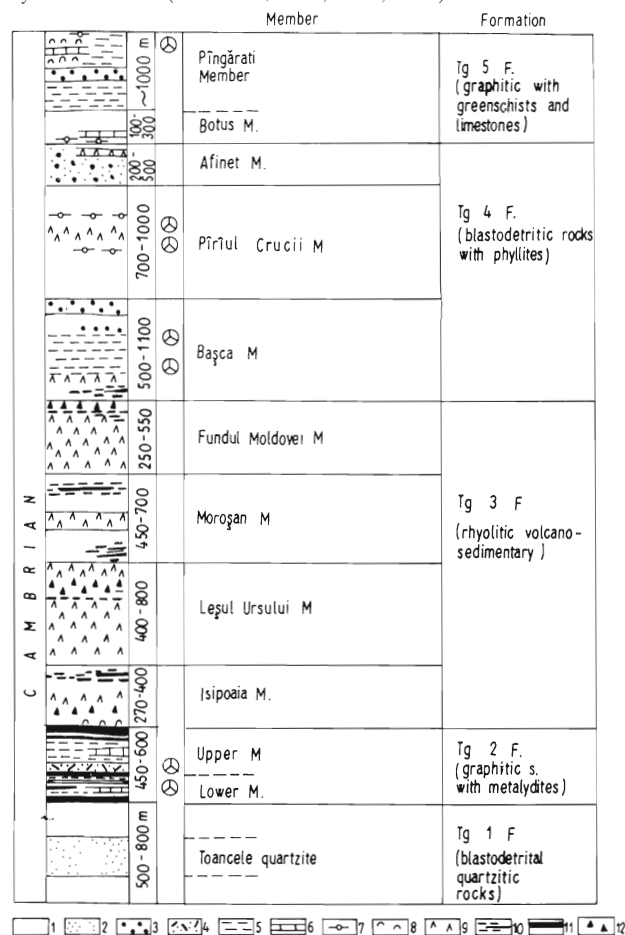 Member
Formation
~1000 m
Pîngărati
Member
Tg 5 F.
(graphitic with
greenschists and
limestones)
100-
300
Botus M.
200-
500
Afinet M.
700-1000
Pîrîul Crucii M
Tg 4 F.
(blastodetritic rocks
with phyllites)
500-1100
Başca M
250-550
Fundul Moldovei M
450-700
Moroşan M
Tg 3 F
(rhyolitic volcano-
sedimentary)
400-800
Leşul Ursului M
270-400
Isipoaia M.
450-600
Upper M
Lower M.
Tg 2 F.
(graphitic s.
with metalydites)
500-800 m
Toancele quartzite
Tg 1 F
(blastodetrital
quartzitic
rocks)
CAMBRIAN
1 2 3 4 5 6 7 8 9 10 11 12